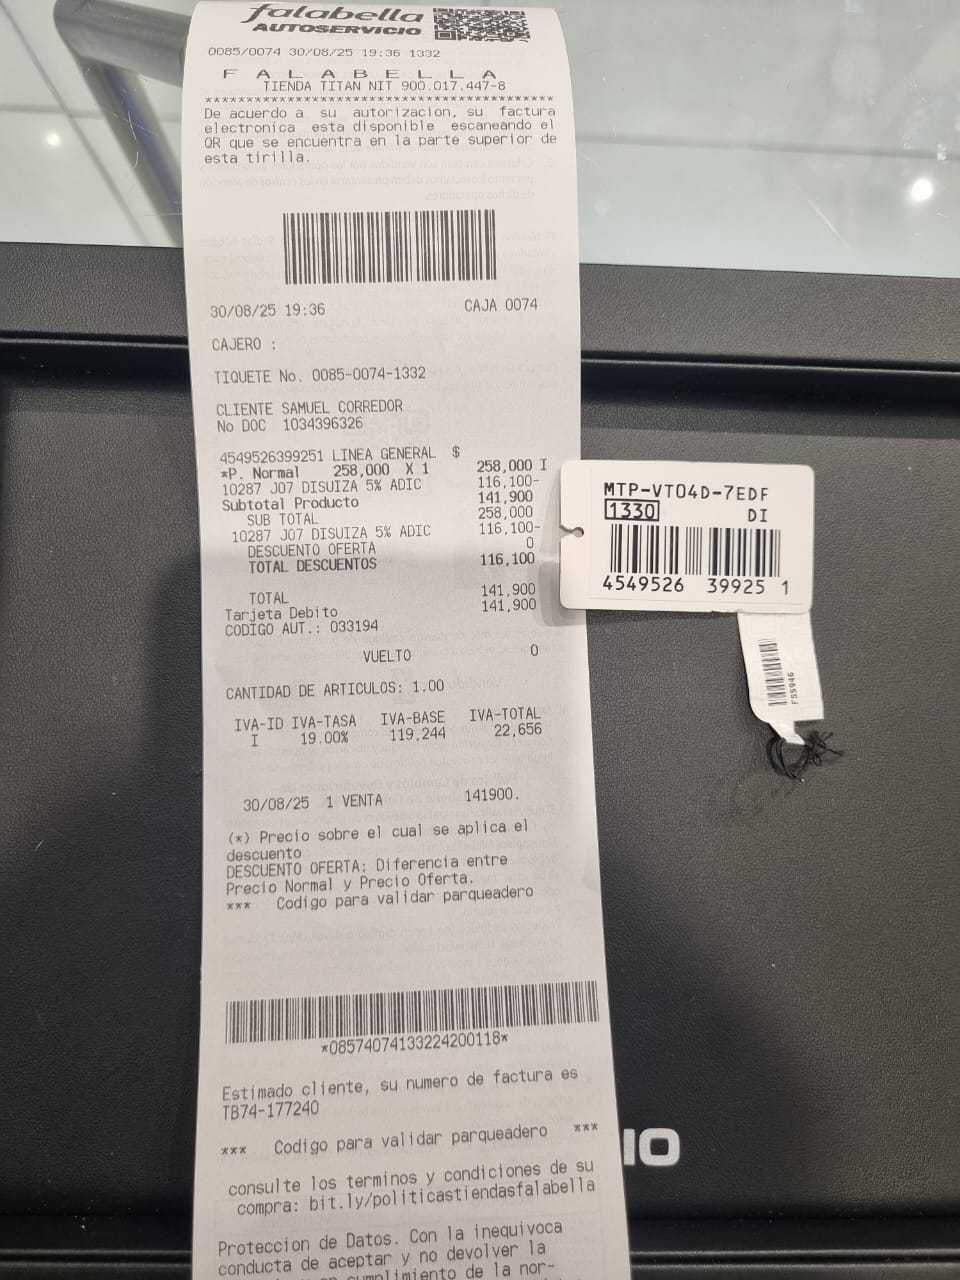 falabella
AUTOSERVICIO
0085/0074 30/08/25 19:36 1332
F A L A B E L L A
TIENDA TITAN NIT 900.017.447-8
******************************************
De acuerdo a su autorizacion, su factura
electronica esta disponible escaneando el
QR que se encuentra en la parte superior de
esta tirilla.
30/08/25 19:36 CAJA 0074
CAJERO :
TIQUETE No. 0085-0074-1332
CLIENTE SAMUEL CORREDOR
No DOC 1034396326
4549526399251 LINEA GENERAL $
*P. Normal 258,000 X 1 258,000 I
10287 J07 DISUIZA 5% ADIC 116,100-
Subtotal Producto 141,900
SUB TOTAL 258,000
10287 J07 DISUIZA 5% ADIC 116,100-
DESCUENTO OFERTA 0
TOTAL DESCUENTOS 116,100
TOTAL 141,900
Tarjeta Debito 141,900
CODIGO AUT.: 033194
VUELTO 0
CANTIDAD DE ARTICULOS: 1.00
IVA-ID IVA-TASA IVA-BASE IVA-TOTAL
I 19.00% 119,244 22,656
30/08/25 1 VENTA 141900.
(*) Precio sobre el cual se aplica el
descuento
DESCUENTO OFERTA: Diferencia entre
Precio Normal y Precio Oferta.
*** Codigo para validar parqueadero
*08574074133224200118*
Estimado cliente, su numero de factura es
TB74-177240
*** Codigo para validar parqueadero ***
consulte los terminos y condiciones de su
compra: bit.ly/politicastiendasfalabella
Proteccion de Datos. Con la inequivoca
conducta de aceptar y no devolver la
cumplimiento de la nor-
MTP-VT04D-7EDF
1330 DI
4549526 39925 1
F55946
IO